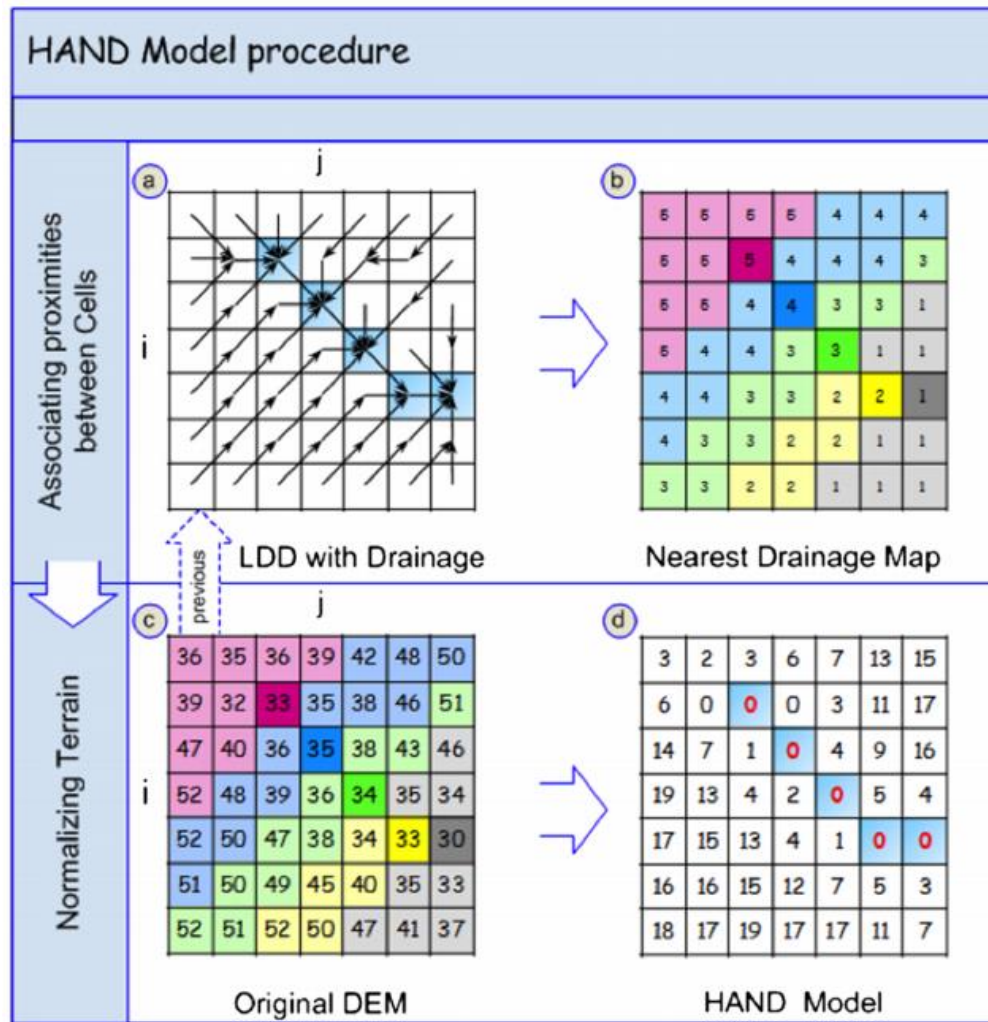 HAND Model procedure
Associating proximities
between Cells
a
j
i
LDD with Drainage
b
5 5 5 5 4 4 4
5 5 5 4 4 4 3
5 5 4 4 3 3 1
5 4 4 3 3 1 1
4 4 3 3 2 2 1
4 3 3 2 2 1 1
3 3 2 2 1 1 1
Nearest Drainage Map
previous
Normalizing Terrain
c
j
i
36 35 36 39 42 48 50
39 32 33 35 38 46 51
47 40 36 35 38 43 46
52 48 39 36 34 35 34
52 50 47 38 34 33 30
51 50 49 45 40 35 33
52 51 52 50 47 41 37
Original DEM
d
3 2 3 6 7 13 15
6 0 0 0 3 11 17
14 7 1 0 4 9 16
19 13 4 2 0 5 4
17 15 13 4 1 0 0
16 16 15 12 7 5 3
18 17 19 17 17 11 7
HAND Model